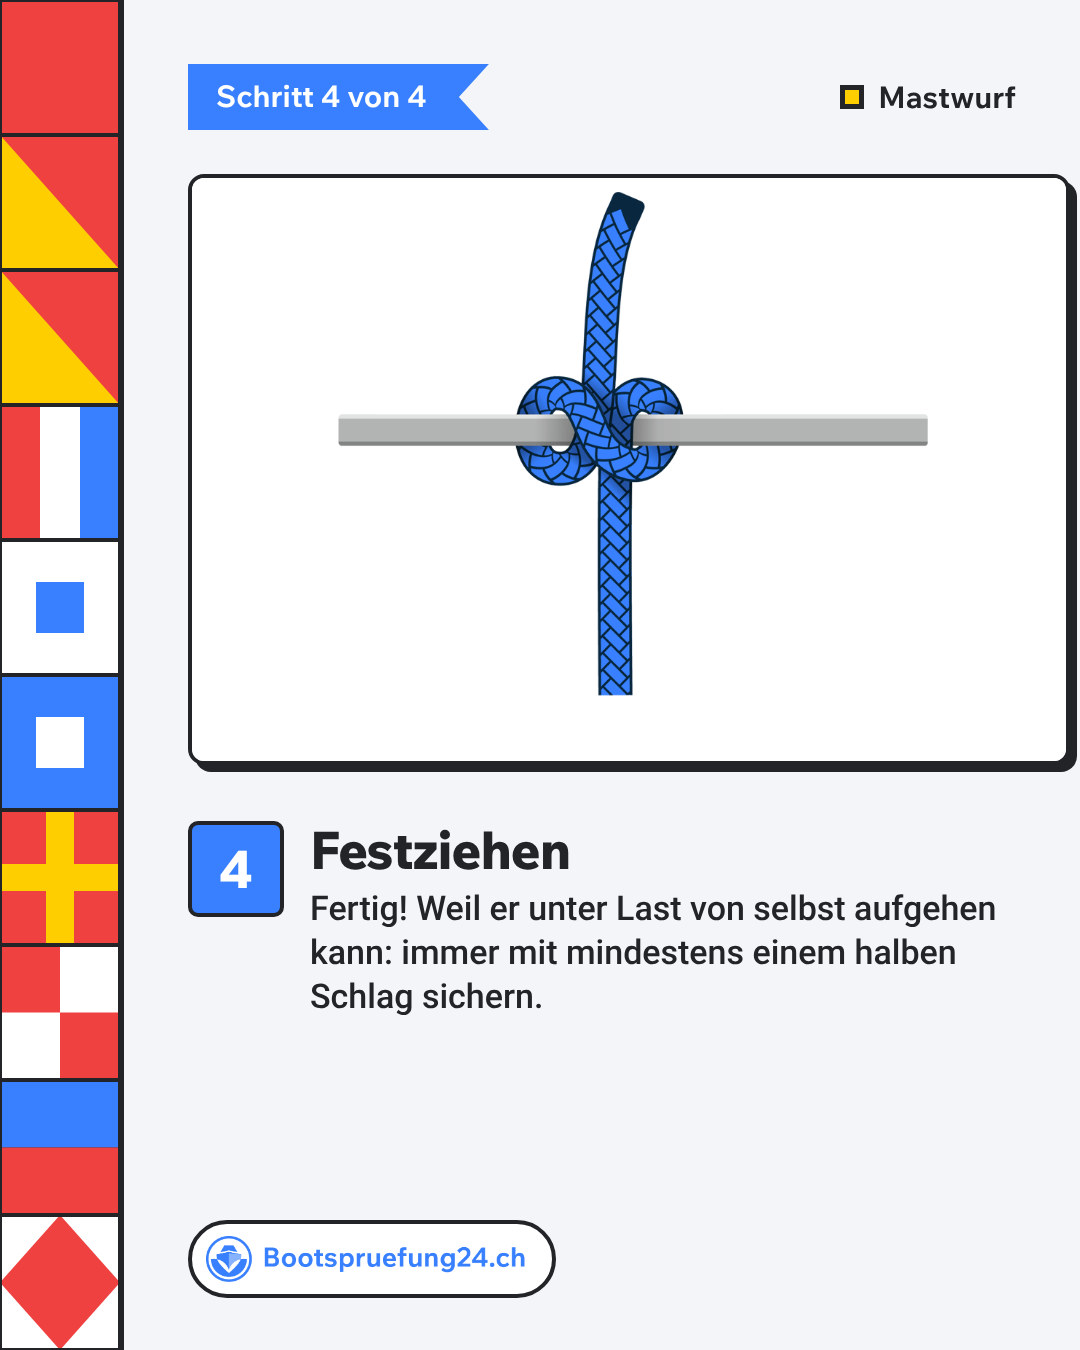 Schritt 4 von 4
Mastwurf
4
Festziehen
Fertig! Weil er unter Last von selbst aufgehen
kann: immer mit mindestens einem halben
Schlag sichern.
Bootspruefung24.ch